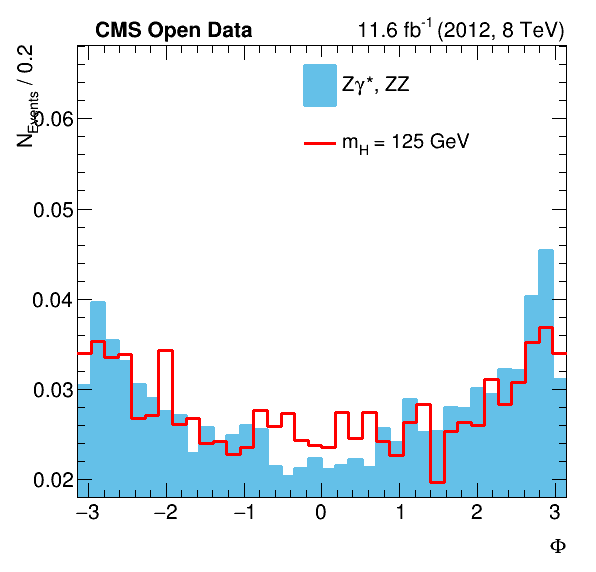 CMS Open Data 11.6 fb⁻¹ (2012, 8 TeV)
N_Events / 0.2
Zγ*, ZZ
m_H = 125 GeV
0.06
0.05
0.04
0.03
0.02
−3 −2 −1 0 1 2 3
Φ